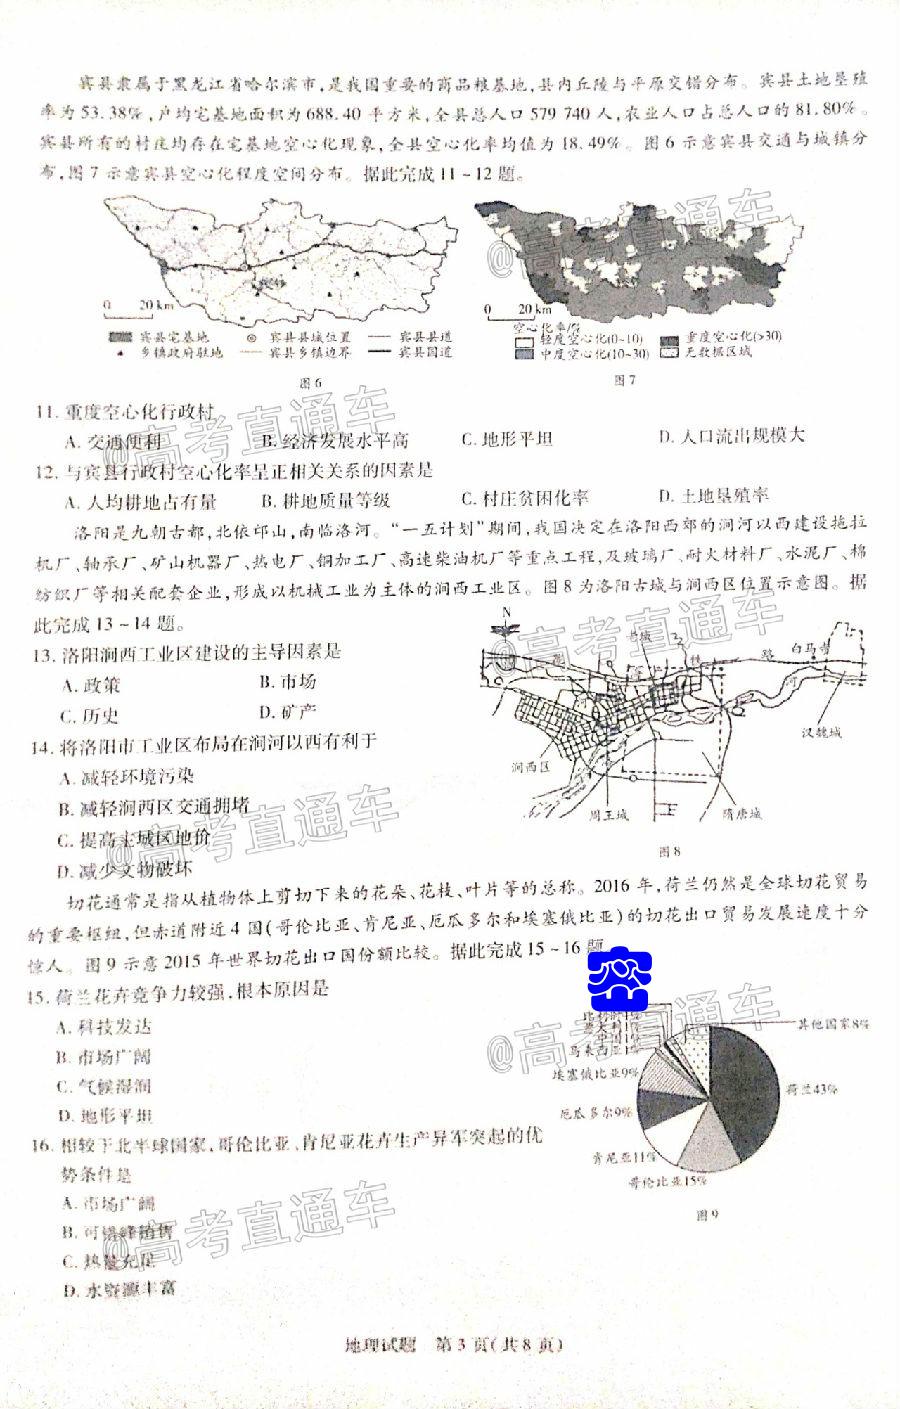 宾县隶属于黑龙江省哈尔滨市,是我国重要的商品粮基地,县内丘陵与平原交错分布。宾县土地垦殖
率为53.38%,户均宅基地面积为688.40平方米,全县总人口579 740人,农业人口占总人口的81.80%。
宾县所有的村庄均存在宅基地空心化现象,全县空心化率均值为18.49%。图6示意宾县交通与城镇分
布,图7示意宾县空心化程度空间分布。据此完成11~12题。
0 20 km
宾县宅基地 宾县县城位置 宾县县道
乡镇政府驻地 宾县乡镇边界 宾县国道
图6
0 20 km
空心化率/%
轻度空心化(0~10) 重度空心化(>30)
中度空心化(10~30) 无数据区域
图7
11.重度空心化行政村
A.交通便利 B.经济发展水平高 C.地形平坦 D.人口流出规模大
12.与宾县行政村空心化率呈正相关关系的因素是
A.人均耕地占有量 B.耕地质量等级 C.村庄贫困化率 D.土地垦殖率
洛阳是九朝古都,北依邙山,南临洛河。“一五计划”期间,我国决定在洛阳西郊的涧河以西建设拖拉
机厂、轴承厂、矿山机器厂、热电厂、铜加工厂、高速柴油机厂等重点工程,及玻璃厂、耐火材料厂、水泥厂、棉
纺织厂等相关配套企业,形成以机械工业为主体的涧西工业区。图8为洛阳古城与涧西区位置示意图。据
此完成13~14题。
13.洛阳涧西工业区建设的主导因素是
A.政策 B.市场
C.历史 D.矿产
14.将洛阳市工业区布局在涧河以西有利于
A.减轻环境污染
B.减轻涧西区交通拥堵
C.提高主城区地价
D.减少文物破坏
N
老城
陇
路
白马寺
河
汉魏城
涧西区
周王城
隋唐城
图8
切花通常是指从植物体上剪切下来的花朵、花枝、叶片等的总称。2016年,荷兰仍然是全球切花贸易
的重要枢纽,但赤道附近4国(哥伦比亚、肯尼亚、厄瓜多尔和埃塞俄比亚)的切花出口贸易发展速度十分
惊人。图9示意2015年世界切花出口国份额比较。据此完成15~16题
15.荷兰花卉竞争力较强,根本原因是
A.科技发达
B.市场广阔
C.气候湿润
D.地形平坦
16.相较于北半球国家,哥伦比亚、肯尼亚花卉生产异军突起的优
势条件是
A.市场广阔
B.可错峰销售
C.热量充足
D.水资源丰富
比利时1%
意大利1%
中国1%
马来西亚1%
埃塞俄比亚9%
厄瓜多尔9%
肯尼亚11%
哥伦比亚15%
荷兰43%
其他国家8%
图9
地理试题 第3页(共8页)
@高考直通车
@高考直通车
@高考直通车
@高考直通车
@高考直通车
@高考直通车
@高考直通车